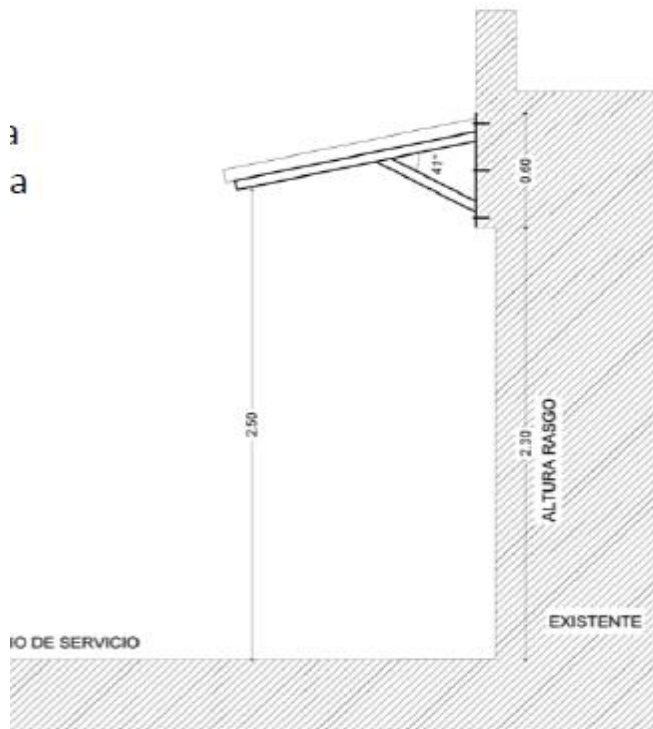 a
a
41°
0.60
2.50
2.30
ALTURA RASGO
EXISTENTE
IO DE SERVICIO